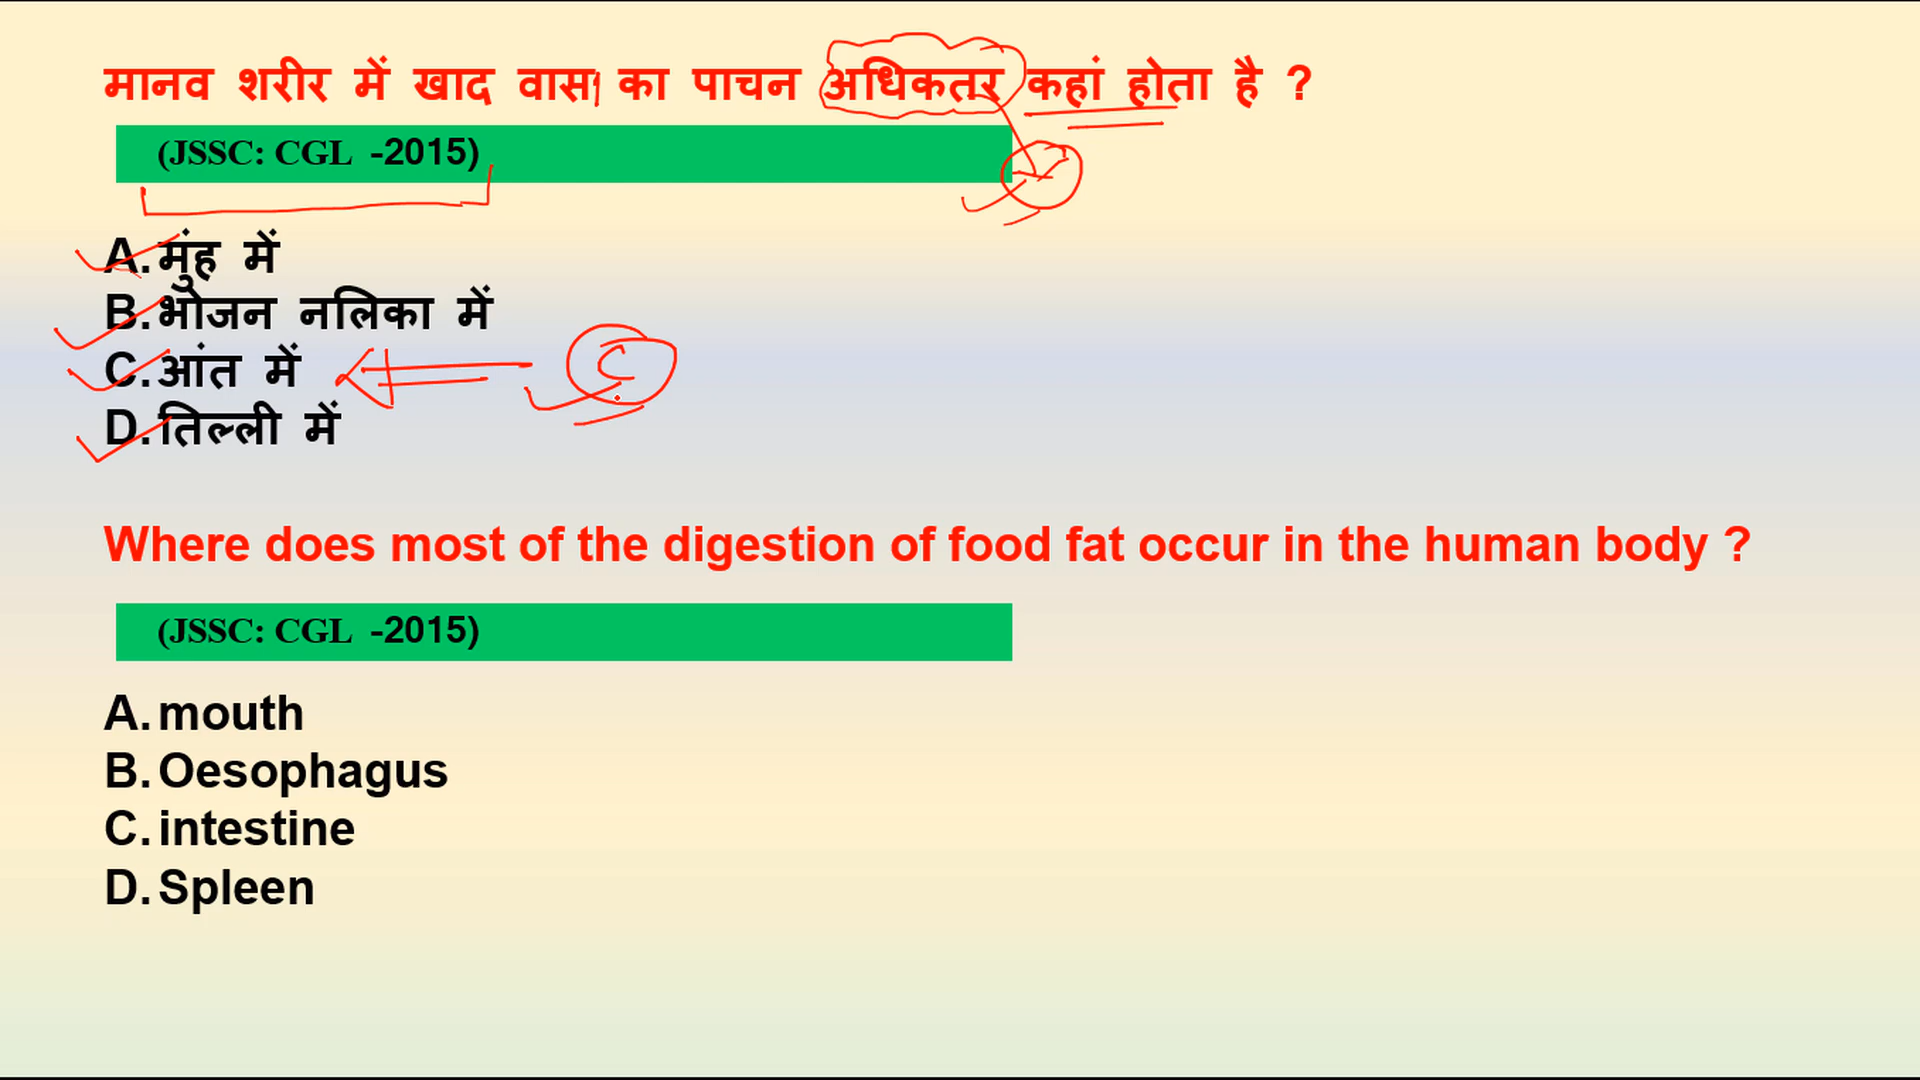 मानव शरीर में खाद वासा का पाचन अधिकतर कहां होता है ?
(JSSC: CGL -2015)
A. मुंह में
B. भोजन नलिका में
C. आंत में
C
D. तिल्ली में
Where does most of the digestion of food fat occur in the human body ?
(JSSC: CGL -2015)
A. mouth
B. Oesophagus
C. intestine
D. Spleen